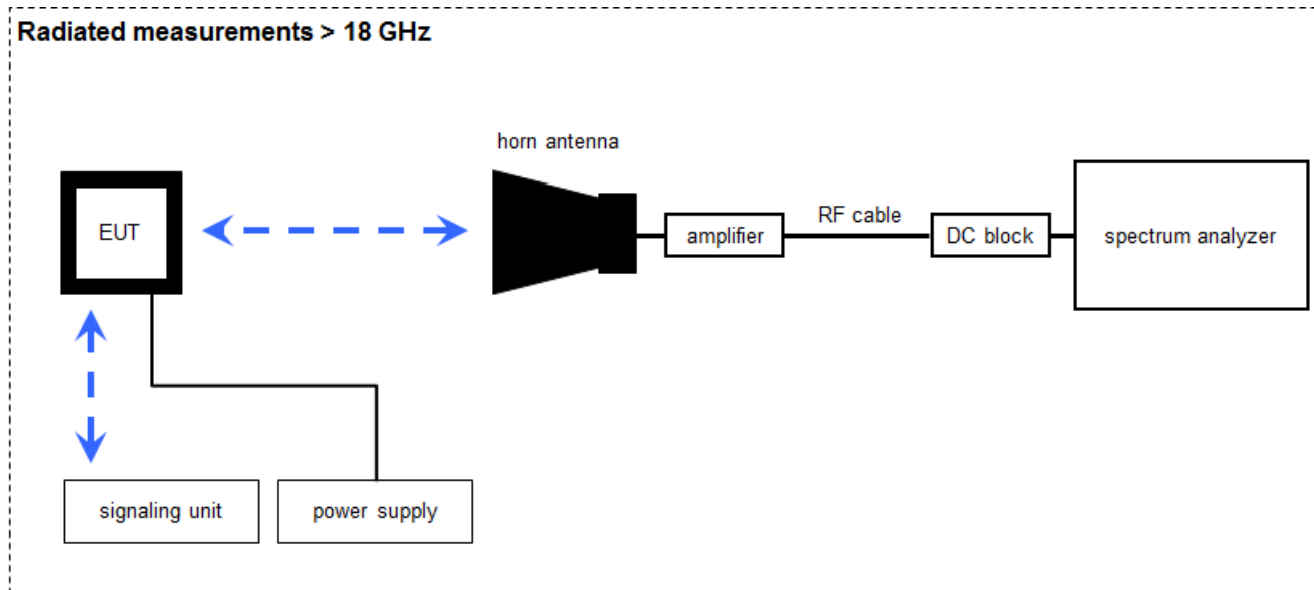 Radiated measurements > 18 GHz
horn antenna
EUT
amplifier
RF cable
DC block
spectrum analyzer
signaling unit
power supply